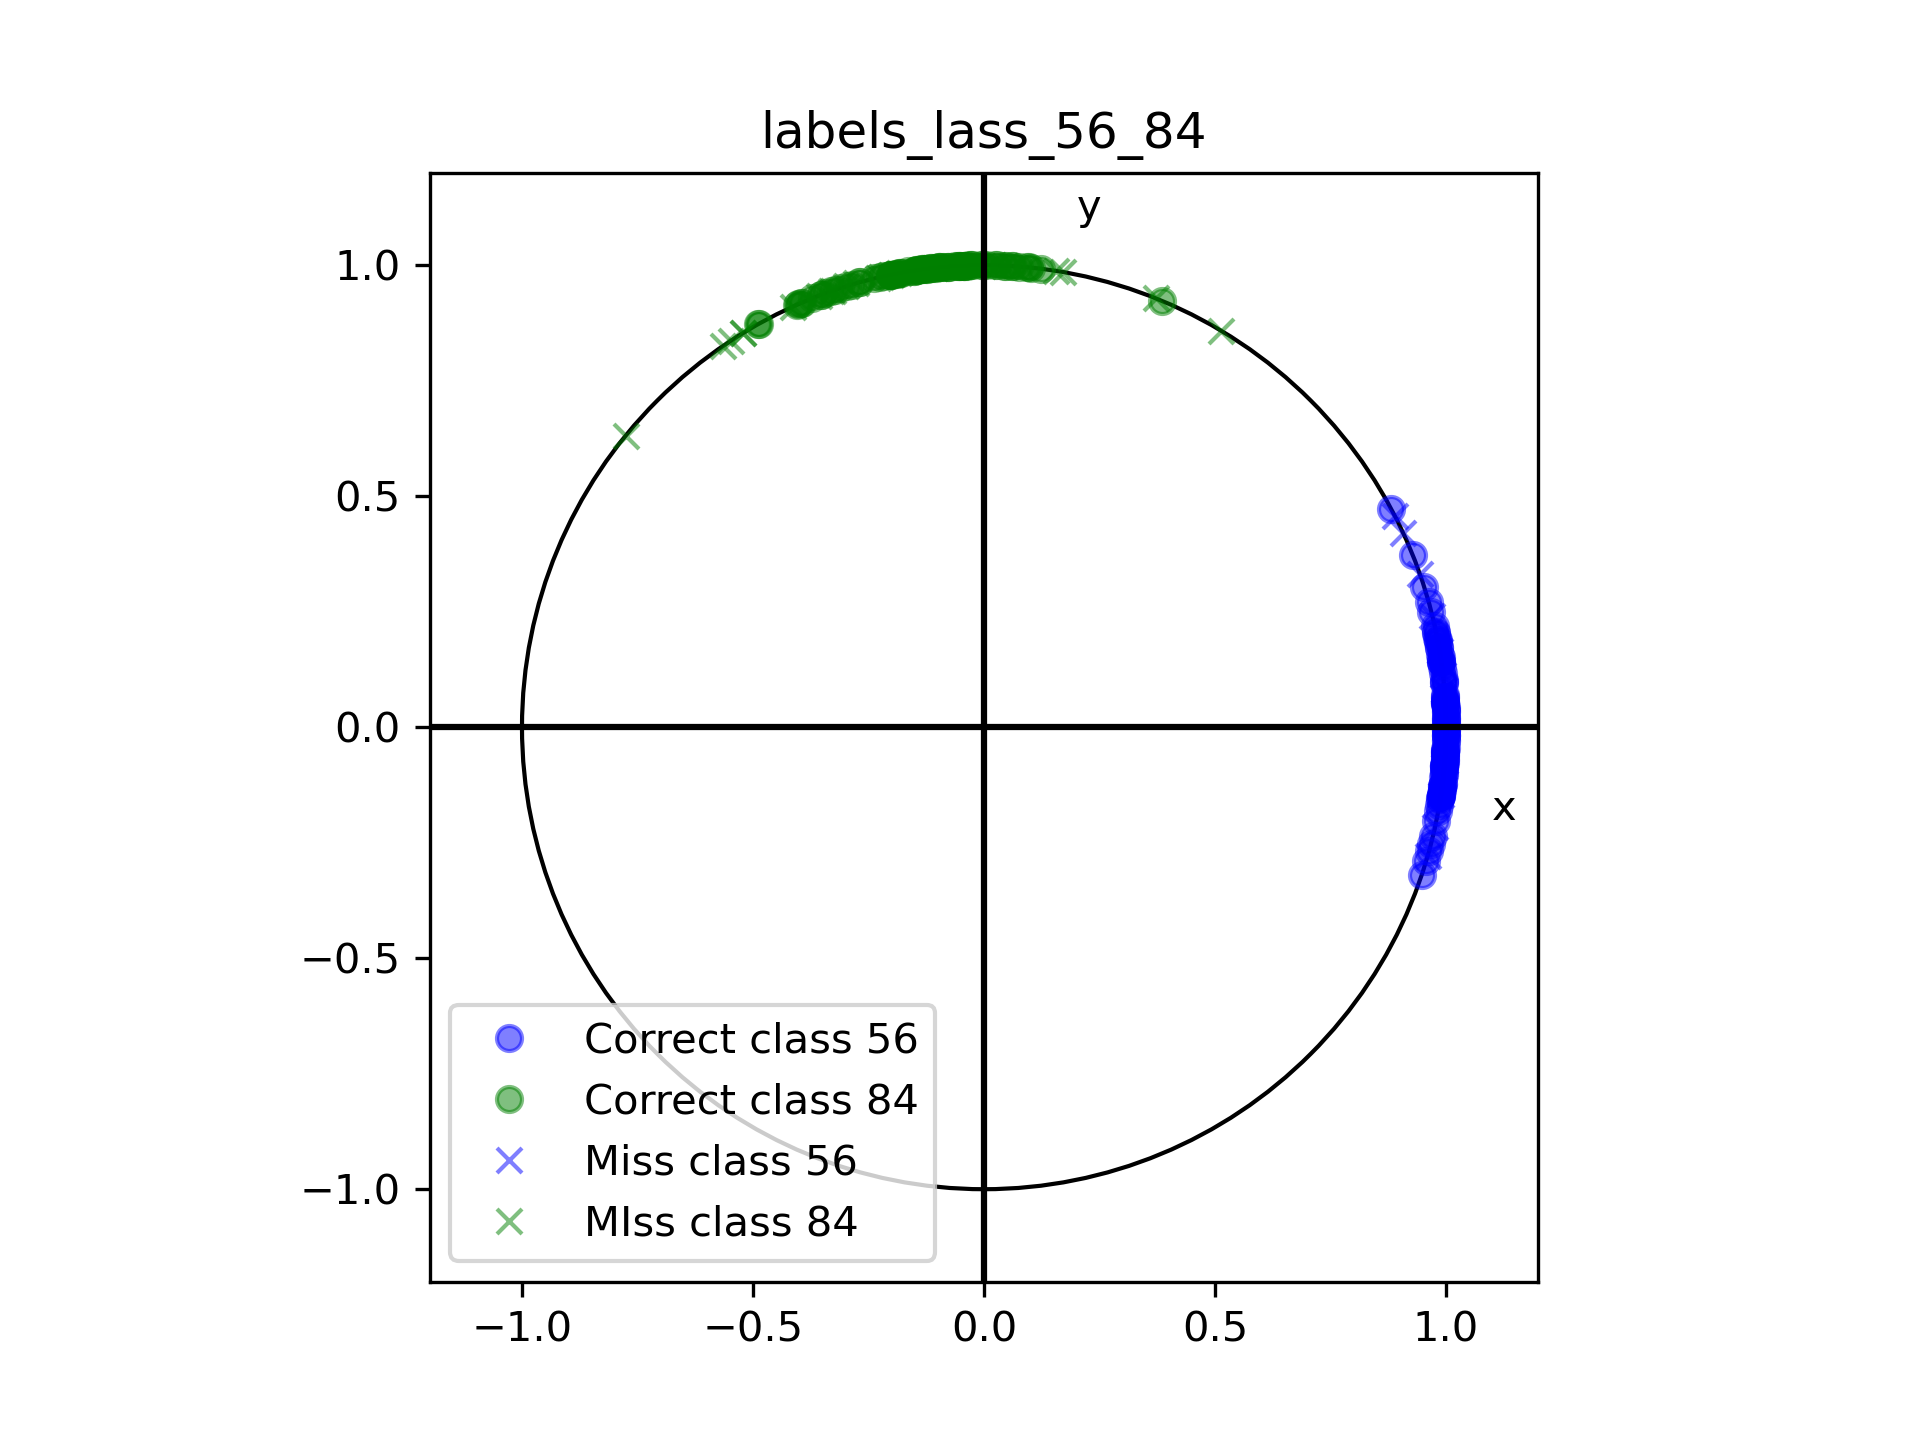 labels_lass_56_84
y
1.0
0.5
0.0
x
−0.5
−1.0
Correct class 56
Correct class 84
Miss class 56
MIss class 84
−1.0 −0.5 0.0 0.5 1.0